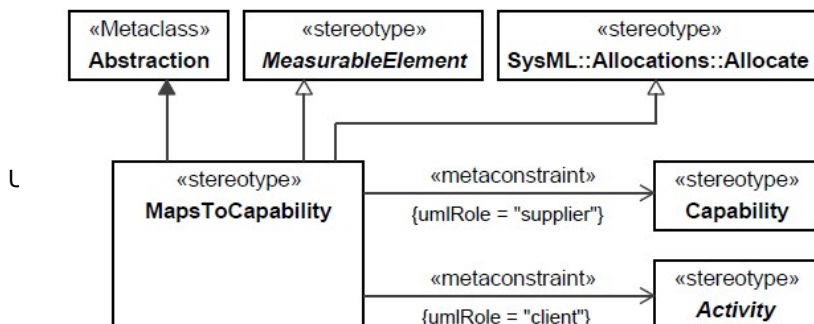 «Metaclass» «stereotype» «stereotype»
Abstraction MeasurableElement SysML::Allocations::Allocate
«stereotype» «metaconstraint» «stereotype»
MapsToCapability {umlRole = "supplier"} Capability
«metaconstraint» «stereotype»
{umlRole = "client"} Activity